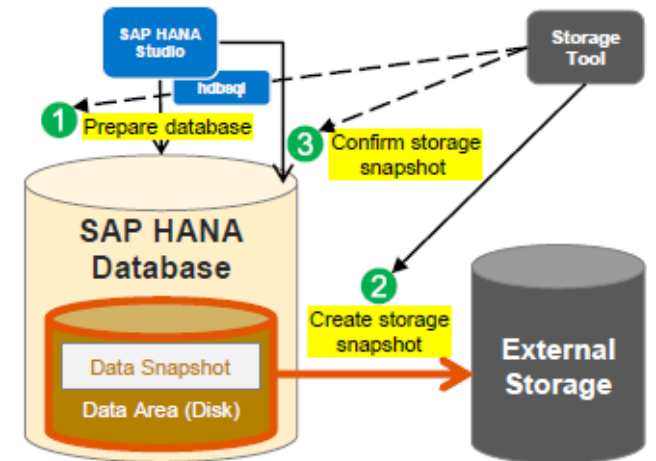 SAP HANA
Studio
Storage
Tool
hdbsql
1
Prepare database
3
Confirm storage
snapshot
SAP HANA
Database
2
Create storage
snapshot
External
Storage
Data Snapshot
Data Area (Disk)